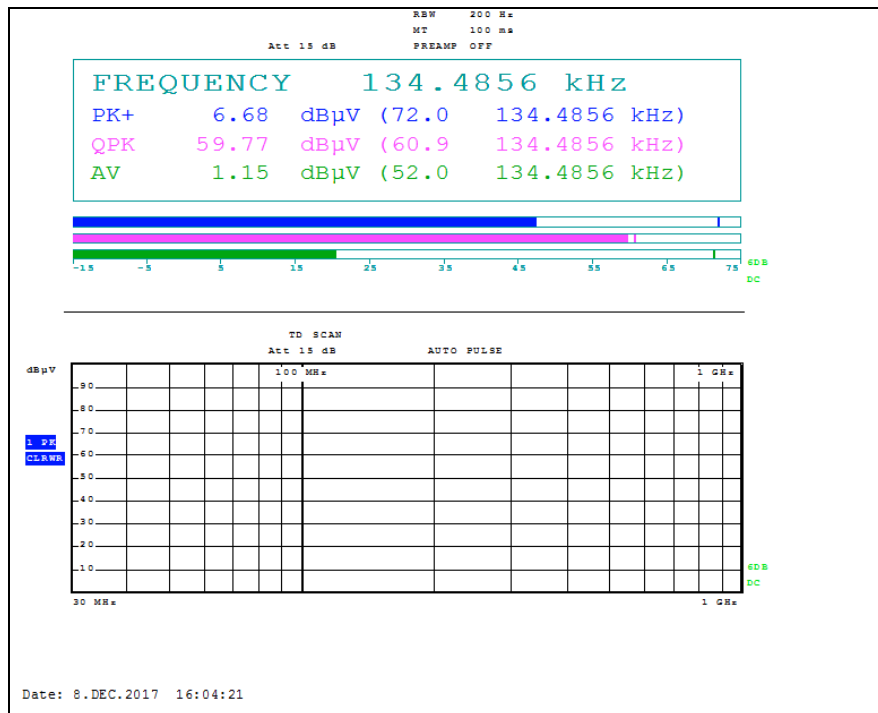 RBW 200 Hz
MT 100 ms
Att 15 dB PREAMP OFF
FREQUENCY 134.4856 kHz
PK+ 6.68 dBµV (72.0 134.4856 kHz)
QPK 59.77 dBµV (60.9 134.4856 kHz)
AV 1.15 dBµV (52.0 134.4856 kHz)
-15 -5 5 15 25 35 45 55 65 75
6DB
DC
TD SCAN
Att 15 dB AUTO PULSE
dBµV 100 MHz 1 GHz
90
80
70
1 PK
60
CLRWR
50
40
30
20
10
6DB
DC
30 MHz 1 GHz
Date: 8.DEC.2017 16:04:21